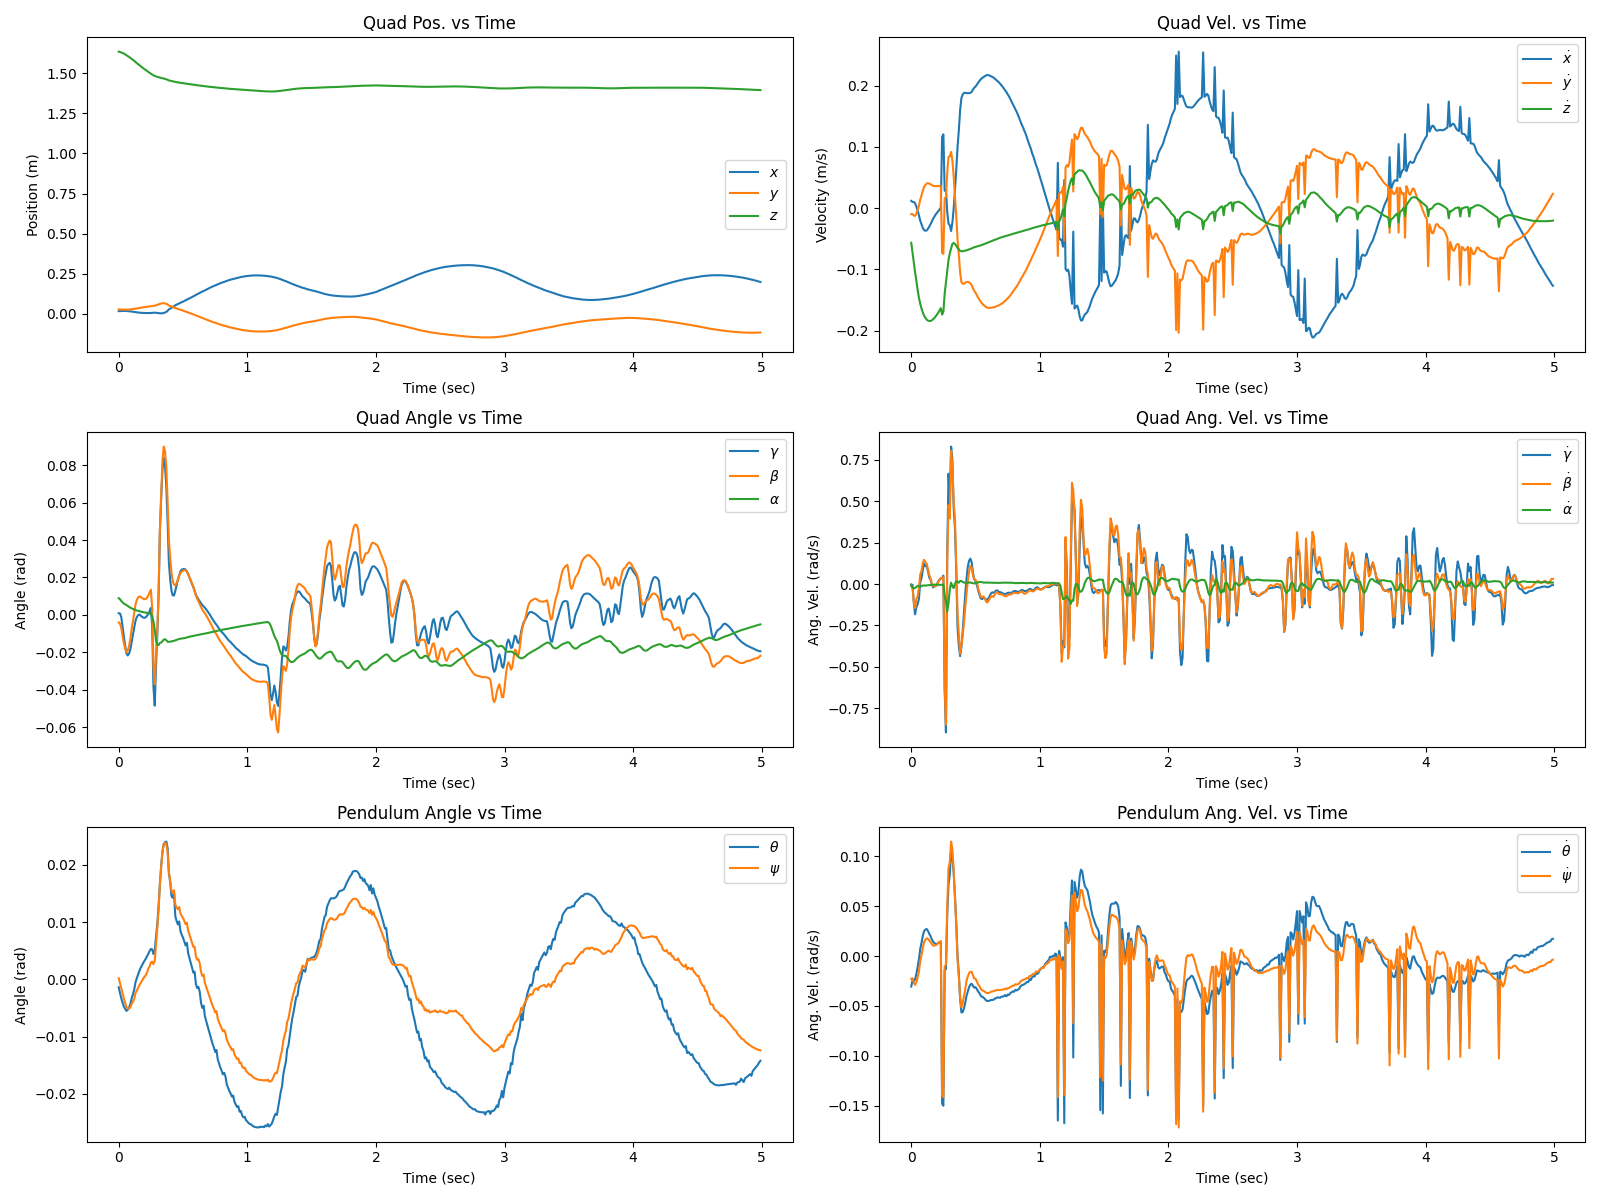 Quad Pos. vs Time
1.50
1.25
1.00
0.75
0.50
0.25
0.00
Position (m)
x
y
z
0 1 2 3 4 5
Time (sec)
Quad Vel. vs Time
0.2
0.1
0.0
−0.1
−0.2
Velocity (m/s)
ẋ
ẏ
ż
0 1 2 3 4 5
Time (sec)
Quad Angle vs Time
0.08
0.06
0.04
0.02
0.00
−0.02
−0.04
−0.06
Angle (rad)
γ
β
α
0 1 2 3 4 5
Time (sec)
Quad Ang. Vel. vs Time
0.75
0.50
0.25
0.00
−0.25
−0.50
−0.75
Ang. Vel. (rad/s)
γ̇
β̇
α̇
0 1 2 3 4 5
Time (sec)
Pendulum Angle vs Time
0.02
0.01
0.00
−0.01
−0.02
Angle (rad)
θ
ψ
0 1 2 3 4 5
Time (sec)
Pendulum Ang. Vel. vs Time
0.10
0.05
0.00
−0.05
−0.10
−0.15
Ang. Vel. (rad/s)
θ̇
ψ̇
0 1 2 3 4 5
Time (sec)